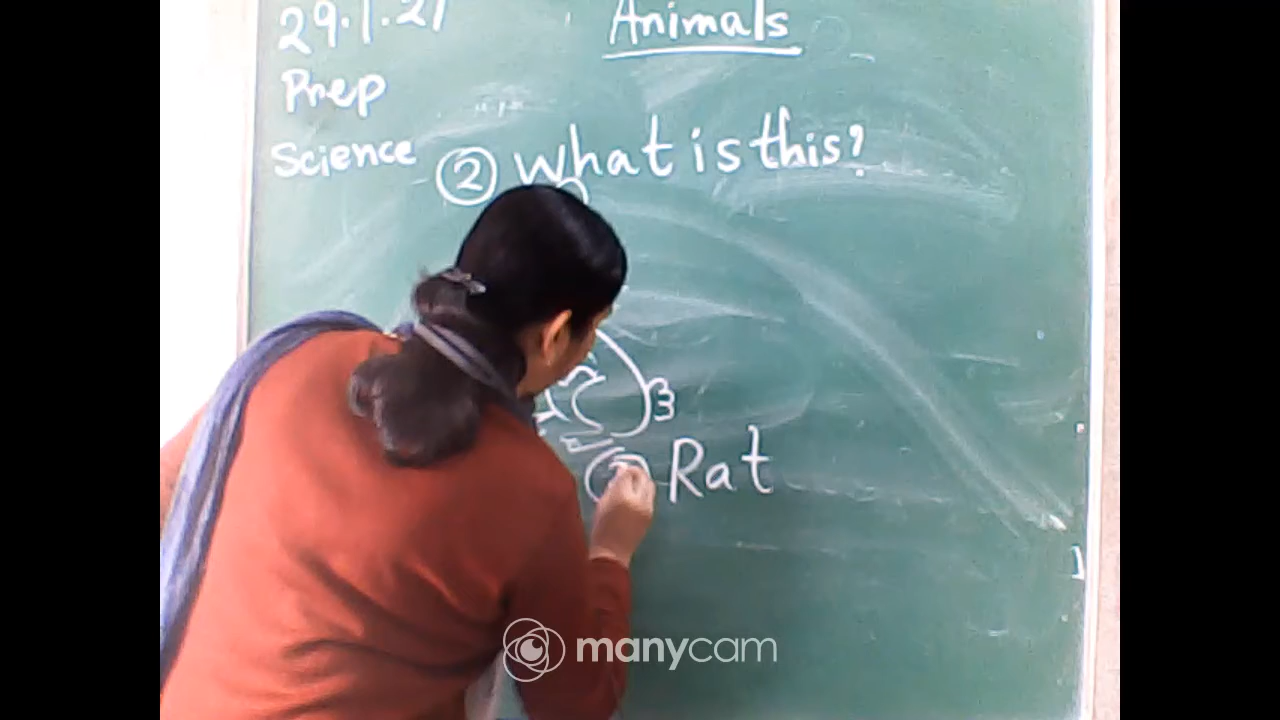 29.1.21
Animals
Prep
Science
② What is this?
Rat
manycam